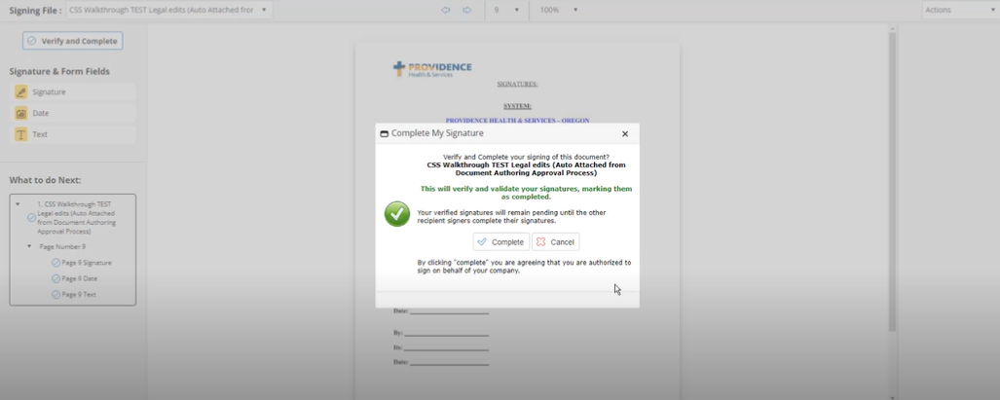 Signing File : CSS Walkthrough TEST Legal edits (Auto Attached for
9
100%
Actions
Verify and Complete
Signature & Form Fields
Signature
Date
Text
What to do Next:
1. CSS Walkthrough TEST
Legal edits (Auto Attached
from Document Authoring
Approval Process)
Page Number 9
Page 9 Signature
Page 9 Date
Page 9 Text
PROVIDENCE
Health & Services
SIGNATURES:
SYSTEM:
PROVIDENCE HEALTH & SERVICES - OREGON
Complete My Signature
Verify and Complete your signing of this document?
CSS Walkthrough TEST Legal edits (Auto Attached from
Document Authoring Approval Process)
This will verify and validate your signatures, marking them
as completed.
Your verified signatures will remain pending until the other
recipient signers complete their signatures.
Complete
Cancel
By clicking "complete" you are agreeing that you are authorized to
sign on behalf of your company.
Date:
By:
Its:
Date: